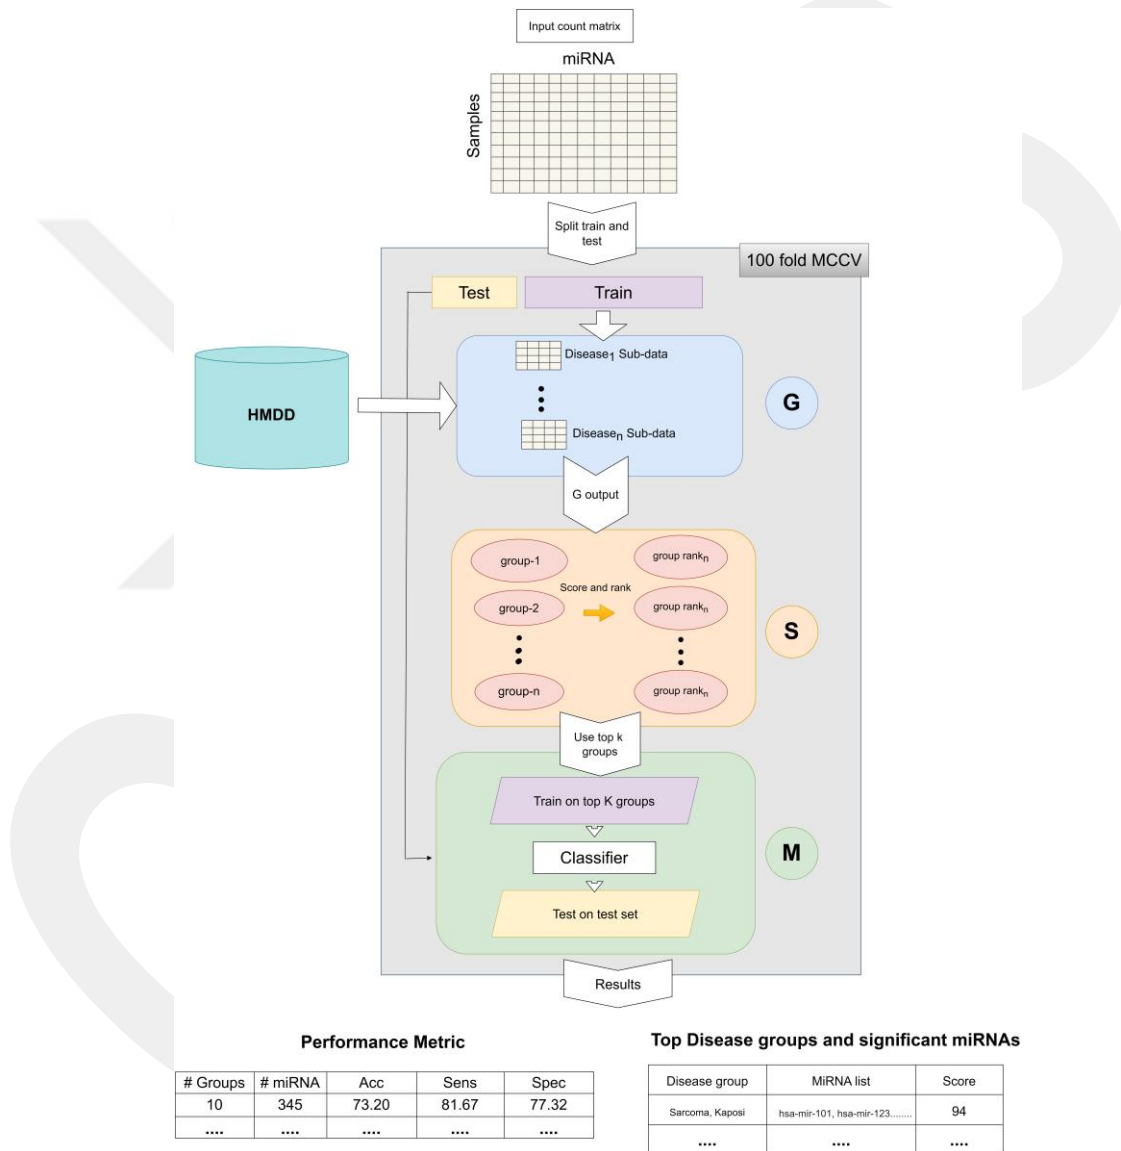 Input count matrix
miRNA
Samples
Split train and
test
100 fold MCCV
Test
Train
Disease1 Sub-data
HMDD
G
Diseasen Sub-data
G output
group-1
group rankn
Score and rank
group-2
group rankn
S
group-n
group rankn
Use top k
groups
Train on top K groups
Classifier
M
Test on test set
Results
Performance Metric
# Groups # miRNA Acc Sens Spec
10 345 73.20 81.67 77.32
.... .... .... .... ....
Top Disease groups and significant miRNAs
Disease group MiRNA list Score
Sarcoma, Kaposi hsa-mir-101, hsa-mir-123........ 94
.... .... ....